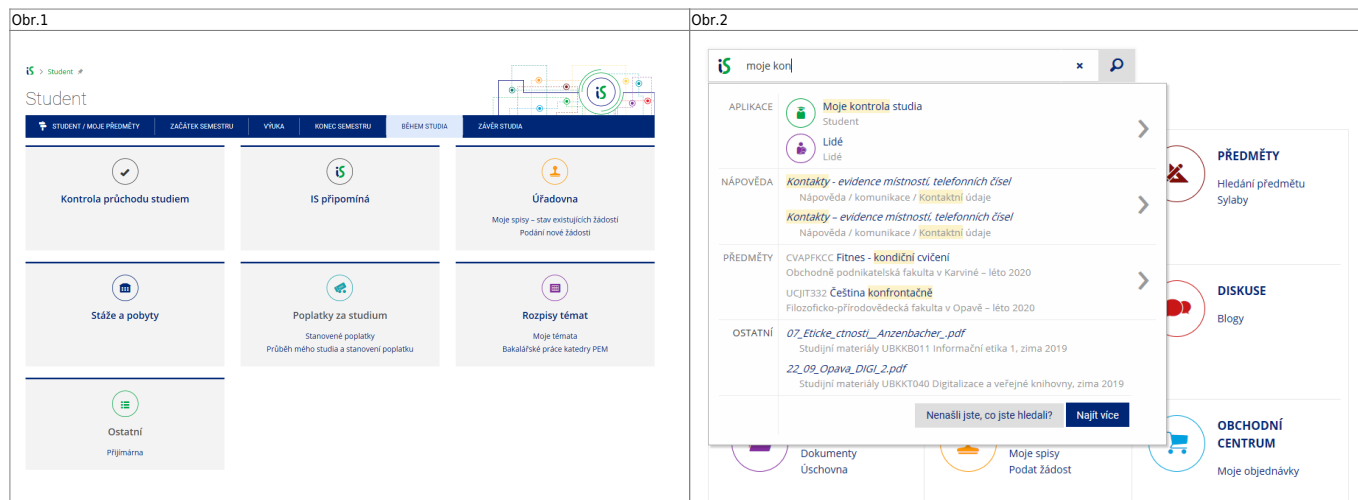 Obr.1
iS > Student
Student
iS
STUDENT / MOJE PŘEDMĚTY ZAČÁTEK SEMESTRU VÝUKA KONEC SEMESTRU BĚHEM STUDIA ZÁVĚR STUDIA
Kontrola průchodu studiem
iS
IS připomíná
Úřadovna
Moje spisy – stav existujících žádostí
Podání nové žádosti
Stáže a pobyty
Poplatky za studium
Stanovené poplatky
Průběh mého studia a stanovení poplatku
Rozpisy témat
Moje témata
Bakalářské práce katedry PEM
Ostatní
Přijímárna
Obr.2
iS moje kon ×
APLIKACE
Moje kontrola studia
Student
Lidé
Lidé
NÁPOVĚDA
Kontakty - evidence místností, telefonních čísel
Nápověda / komunikace / Kontaktní údaje
Kontakty – evidence místností, telefonních čísel
Nápověda / komunikace / Kontaktní údaje
PŘEDMĚTY
CVAPFKCC Fitnes - kondiční cvičení
Obchodně podnikatelská fakulta v Karviné – léto 2020
UCJIT332 Čeština konfrontačně
Filozoficko-přírodovědecká fakulta v Opavě – léto 2020
OSTATNÍ
07_Eticke_ctnosti__Anzenbacher_.pdf
Studijní materiály UBKKB011 Informační etika 1, zima 2019
22_09_Opava_DIGI_2.pdf
Studijní materiály UBKKT040 Digitalizace a veřejné knihovny, zima 2019
Nenašli jste, co jste hledali? Najít více
PŘEDMĚTY
Hledání předmětu
Sylaby
DISKUSE
Blogy
Dokumenty
Úschovna
Moje spisy
Podat žádost
OBCHODNÍ
CENTRUM
Moje objednávky